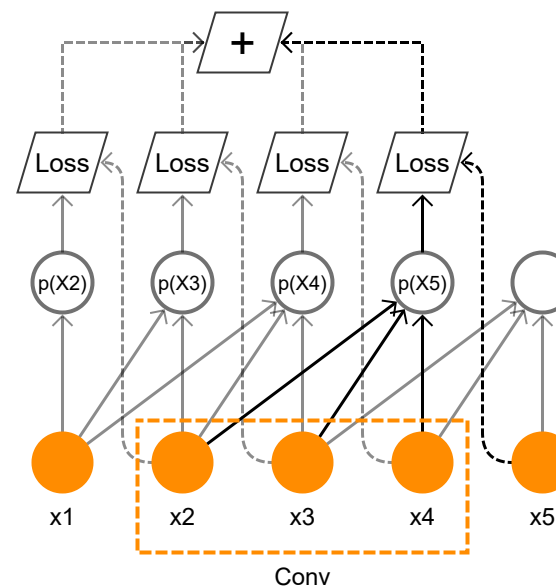 +
Loss Loss Loss Loss
p(X2) p(X3) p(X4) p(X5)
x1 x2 x3 x4 x5
Conv